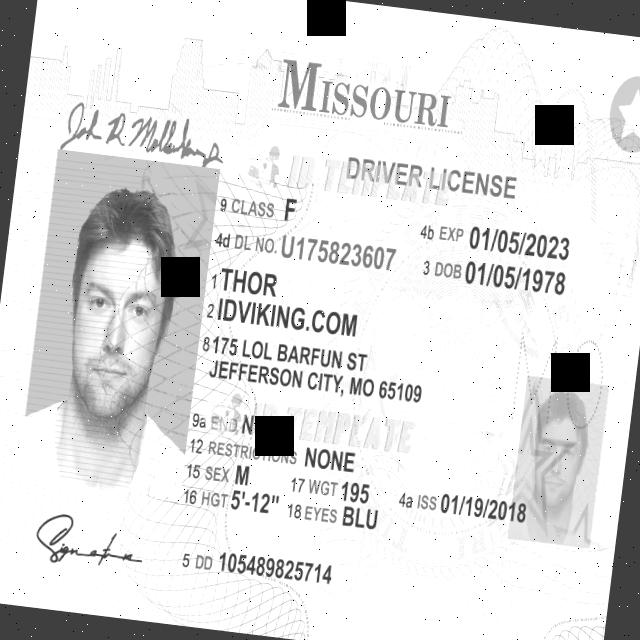 MISSOURI
ID TEMPLATE
DRIVER LICENSE
9 CLASS F
4d DL NO. U175823607
4b EXP 01/05/2023
3 DOB 01/05/1978
1 THOR
2 IDVIKING.COM
8 175 LOL BARFUN ST
JEFFERSON CITY, MO 65109
ID TEMPLATE
9a END
12 RESTRICTIONS NONE
15 SEX M
17 WGT 195
4a ISS 01/19/2018
16 HGT 5'-12"
18 EYES BLU
Signature
5 DD 105489825714